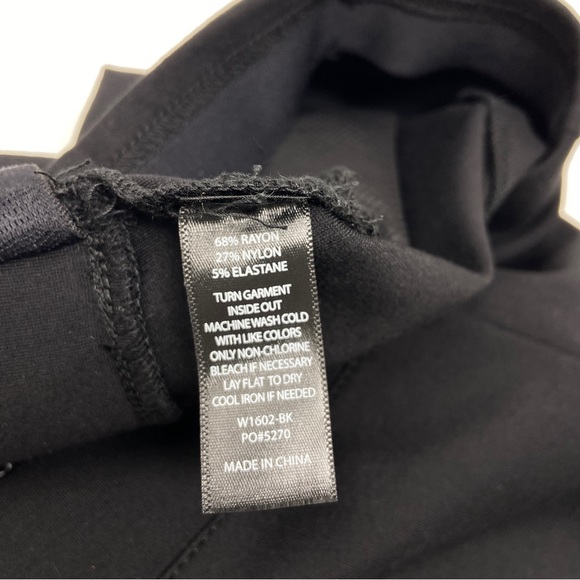 68% RAYON
27% NYLON
5% ELASTANE
TURN GARMENT
INSIDE OUT
MACHINE WASH COLD
WITH LIKE COLORS
ONLY NON-CHLORINE
BLEACH IF NECESSARY
LAY FLAT TO DRY
COOL IRON IF NEEDED
W1602-BK
PO#5270
MADE IN CHINA